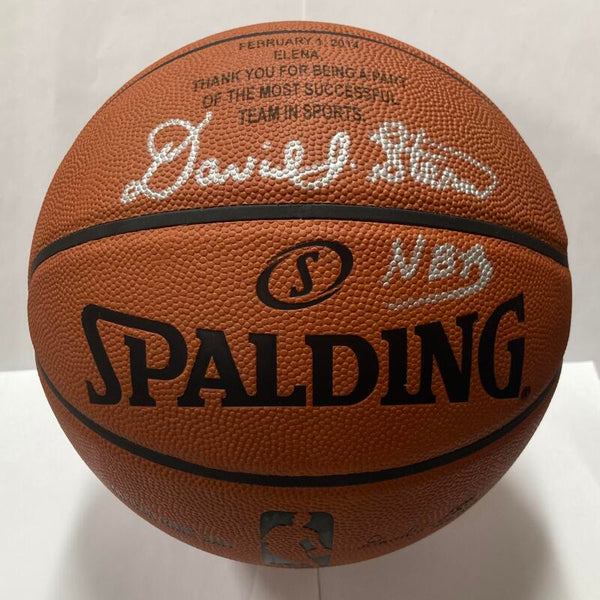 FEBRUARY 1, 2014
ELENA,
THANK YOU FOR BEING A PART
OF THE MOST SUCCESSFUL
TEAM IN SPORTS.
David J. Stern
NBA
S
SPALDING®